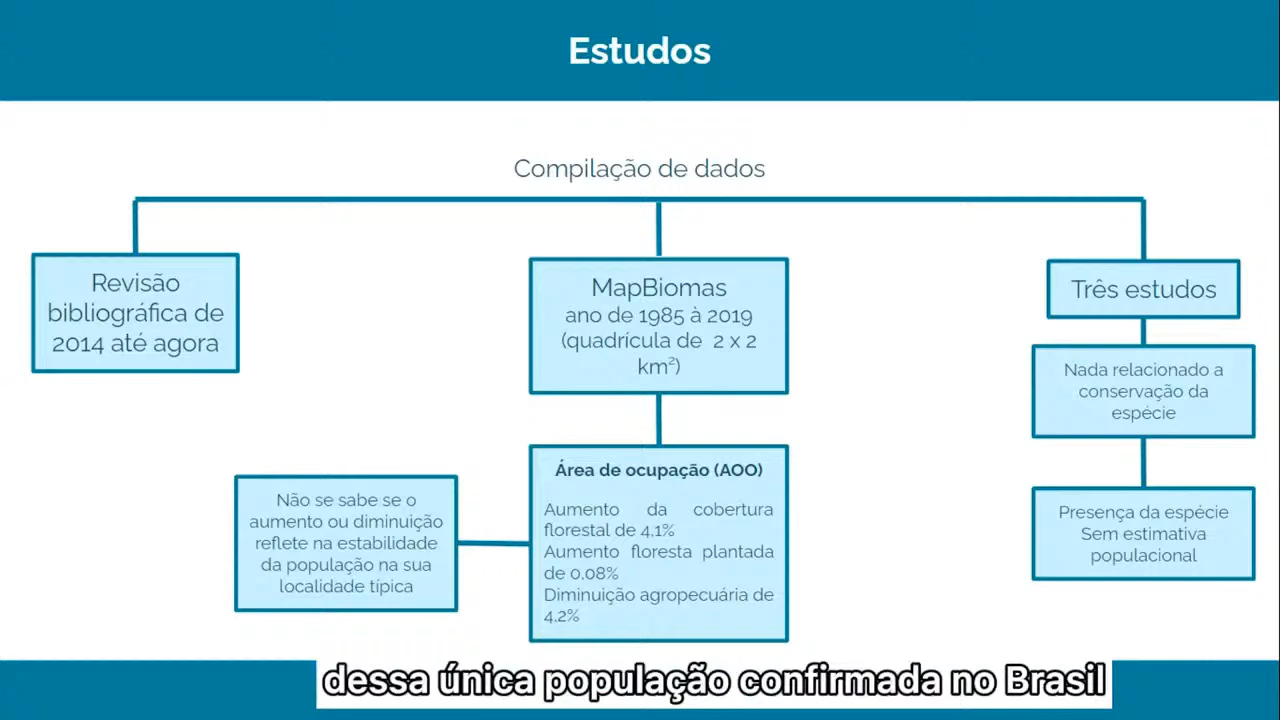 Estudos
Compilação de dados
Revisão
bibliográfica de
2014 até agora
MapBiomas
ano de 1985 à 2019
(quadrícula de 2 x 2
km²)
Três estudos
Nada relacionado a
conservação da
espécie
Área de ocupação (AOO)
Aumento da cobertura
florestal de 4,1%
Aumento floresta plantada
de 0,08%
Diminuição agropecuária de
4,2%
Não se sabe se o
aumento ou diminuição
reflete na estabilidade
da população na sua
localidade típica
Presença da espécie
Sem estimativa
populacional
dessa única população confirmada no Brasil